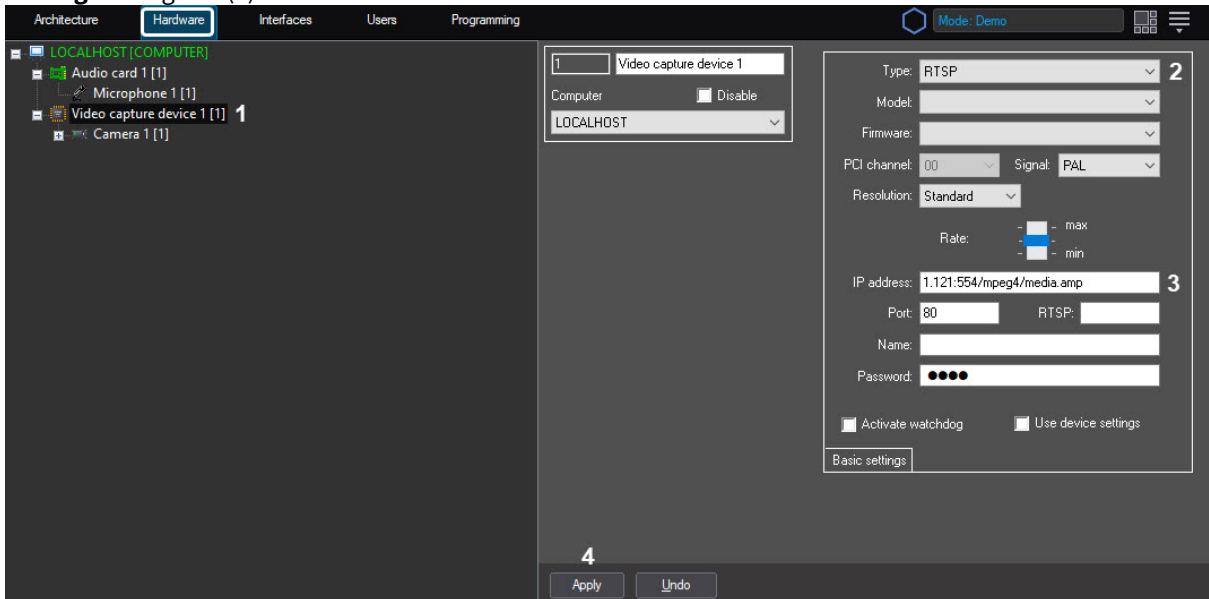 Architecture Hardware Interfaces Users Programming Mode: Demo
LOCALHOST [COMPUTER]
Audio card 1 [1]
Microphone 1 [1]
Video capture device 1 [1] 1
Camera 1 [1]
1 Video capture device 1
Computer Disable
LOCALHOST
Type: RTSP 2
Model:
Firmware:
PCI channel: 00 Signal: PAL
Resolution: Standard
Rate: max
min
IP address: 1.121:554/mpeg4/media.amp 3
Port: 80 RTSP:
Name:
Password: ●●●●
Activate watchdog Use device settings
Basic settings
4
Apply Undo